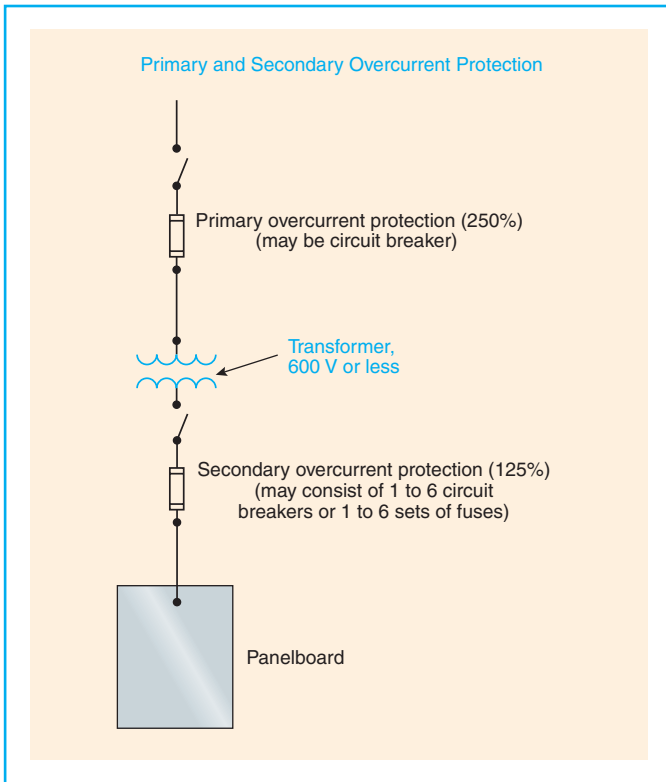 Primary and Secondary Overcurrent Protection
Primary overcurrent protection (250%)
(may be circuit breaker)
Transformer,
600 V or less
Secondary overcurrent protection (125%)
(may consist of 1 to 6 circuit
breakers or 1 to 6 sets of fuses)
Panelboard